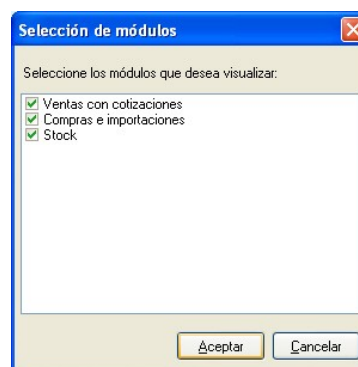 Selección de módulos
Seleccione los módulos que desea visualizar:
Ventas con cotizaciones
Compras e importaciones
Stock
Aceptar
Cancelar